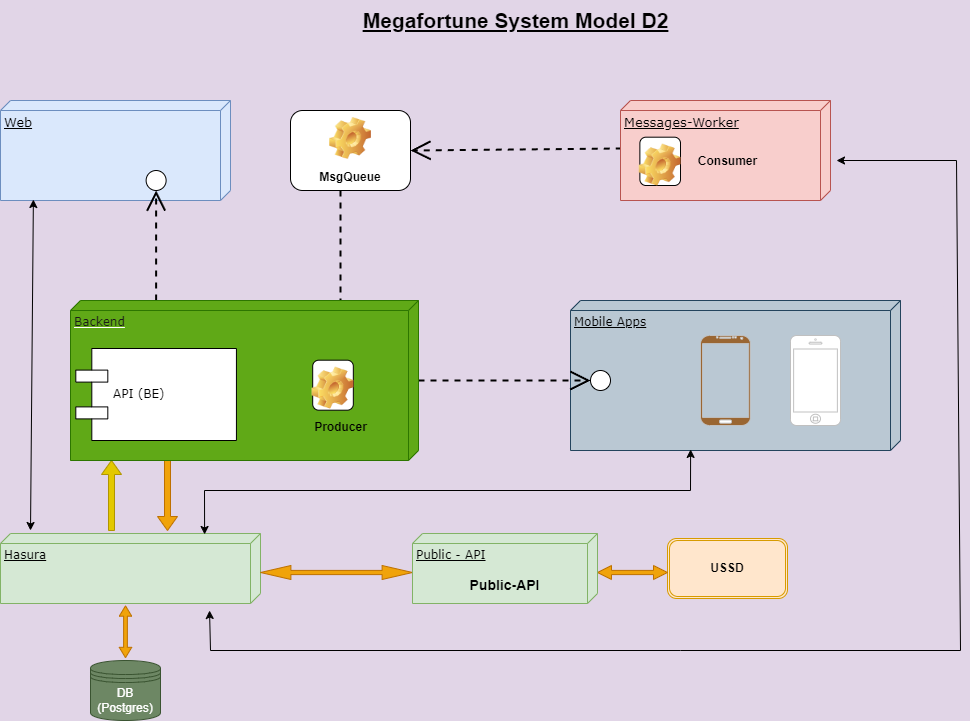 Megafortune System Model D2
Web
MsgQueue
Messages-Worker
Consumer
Backend
API (BE)
Producer
Mobile Apps
Hasura
Public - API
Public-API
USSD
DB
(Postgres)